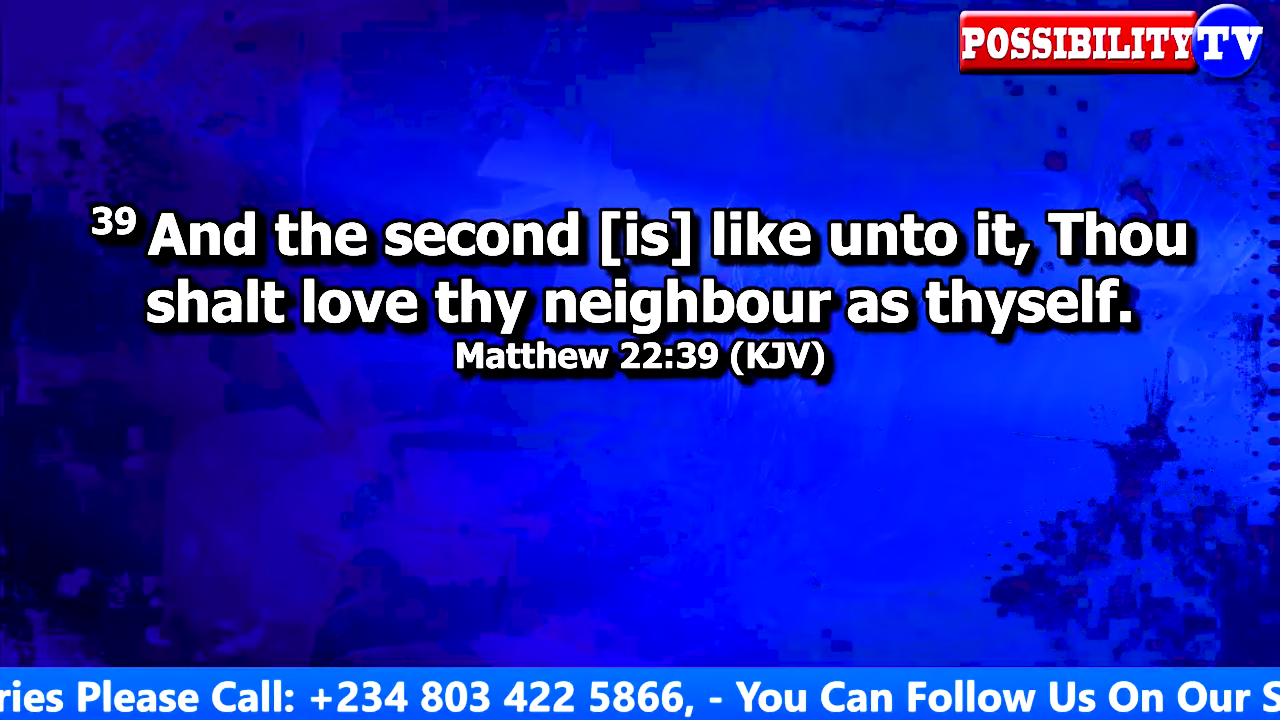 POSSIBILITY TV
39 And the second [is] like unto it, Thou
shalt love thy neighbour as thyself.
Matthew 22:39 (KJV)
ries Please Call: +234 803 422 5866, - You Can Follow Us On Our S